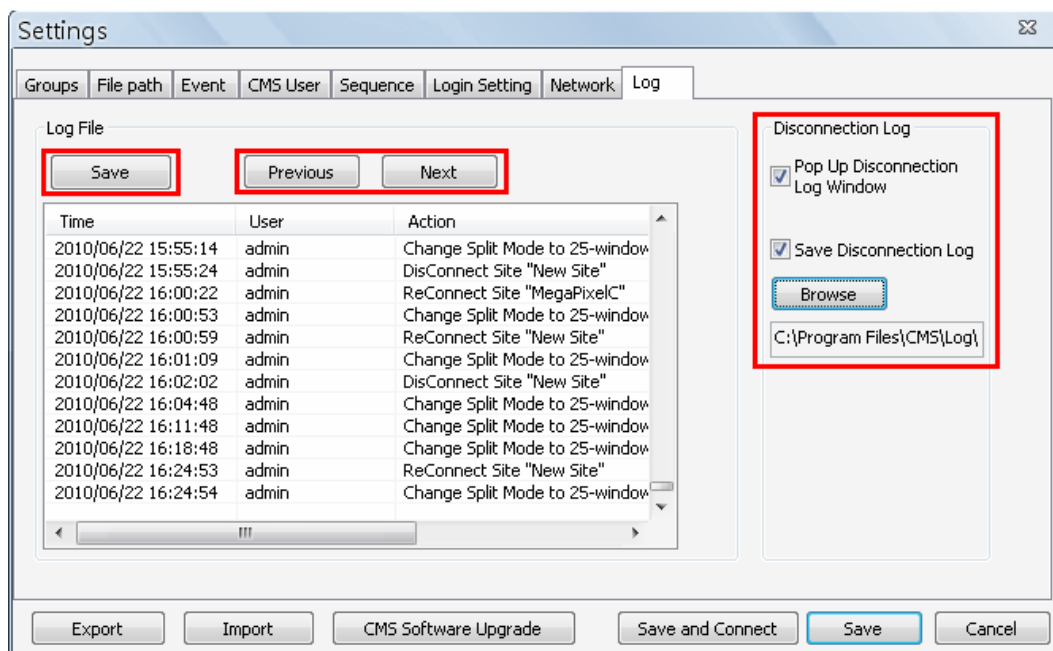 Settings
Groups File path Event CMS User Sequence Login Setting Network Log
Log File
Save Previous Next
Time User Action
2010/06/22 15:55:14 admin Change Split Mode to 25-window
2010/06/22 15:55:24 admin DisConnect Site "New Site"
2010/06/22 16:00:22 admin ReConnect Site "MegaPixelC"
2010/06/22 16:00:53 admin Change Split Mode to 25-window
2010/06/22 16:00:59 admin ReConnect Site "New Site"
2010/06/22 16:01:09 admin Change Split Mode to 25-window
2010/06/22 16:02:02 admin DisConnect Site "New Site"
2010/06/22 16:04:48 admin Change Split Mode to 25-window
2010/06/22 16:11:48 admin Change Split Mode to 25-window
2010/06/22 16:18:48 admin Change Split Mode to 25-window
2010/06/22 16:24:53 admin ReConnect Site "New Site"
2010/06/22 16:24:54 admin Change Split Mode to 25-window
Disconnection Log
Pop Up Disconnection
Log Window
Save Disconnection Log
Browse
C:\Program Files\CMS\Log\
Export Import CMS Software Upgrade Save and Connect Save Cancel